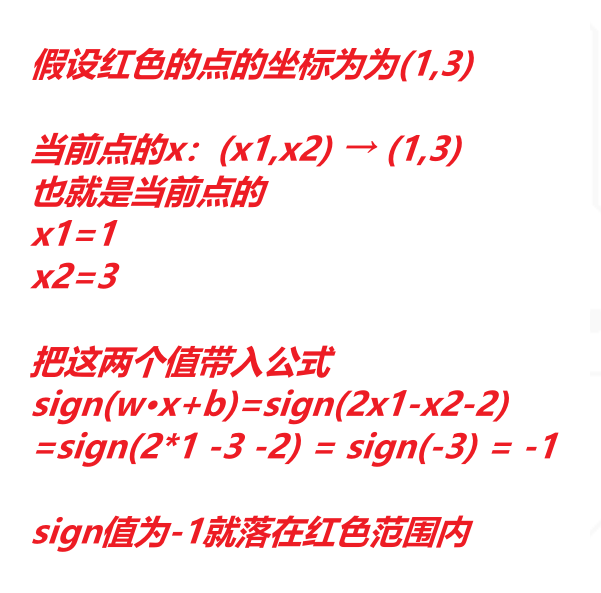 假设红色的点的坐标为为(1,3)
当前点的x：(x1,x2) → (1,3)
也就是当前点的
x1=1
x2=3
把这两个值带入公式
sign(w•x+b)=sign(2x1-x2-2)
=sign(2*1 -3 -2) = sign(-3) = -1
sign值为-1就落在红色范围内